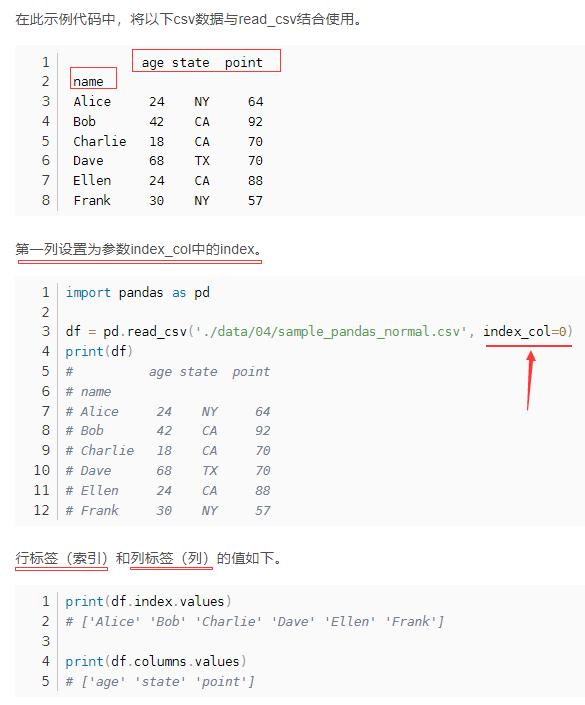 在此示例代码中，将以下csv数据与read_csv结合使用。
1 age state point
2 name
3 Alice 24 NY 64
4 Bob 42 CA 92
5 Charlie 18 CA 70
6 Dave 68 TX 70
7 Ellen 24 CA 88
8 Frank 30 NY 57
第一列设置为参数index_col中的index。
1 import pandas as pd
2
3 df = pd.read_csv('./data/04/sample_pandas_normal.csv', index_col=0)
4 print(df)
5 # age state point
6 # name
7 # Alice 24 NY 64
8 # Bob 42 CA 92
9 # Charlie 18 CA 70
10 # Dave 68 TX 70
11 # Ellen 24 CA 88
12 # Frank 30 NY 57
行标签（索引）和列标签（列）的值如下。
1 print(df.index.values)
2 # ['Alice' 'Bob' 'Charlie' 'Dave' 'Ellen' 'Frank']
3
4 print(df.columns.values)
5 # ['age' 'state' 'point']